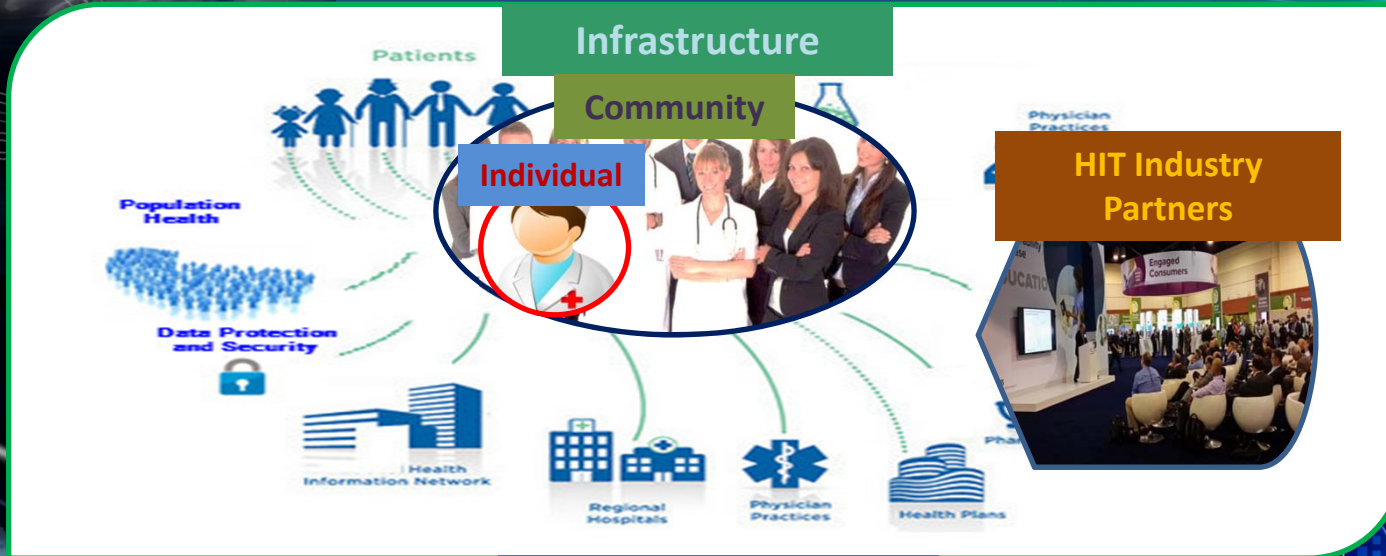 Infrastructure
Patients
Community
Physician
Practices
Individual
HIT Industry
Partners
Population
Health
Engaged
Consumers
Data Protection
and Security
Health
Information Network
Regional
Hospitals
Physician
Practices
Health Plans